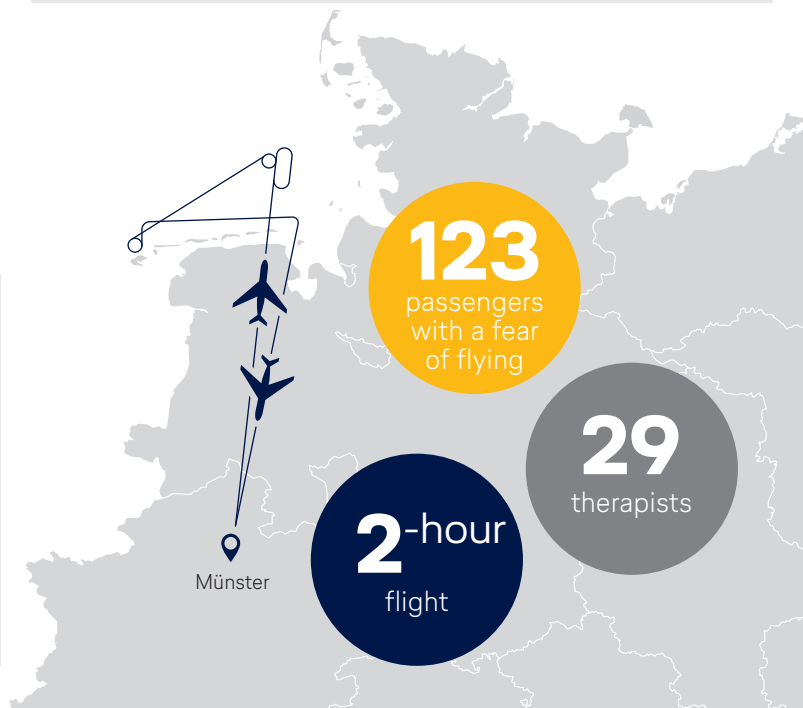 123
passengers
with a fear
of flying
29
therapists
2-hour
flight
Münster